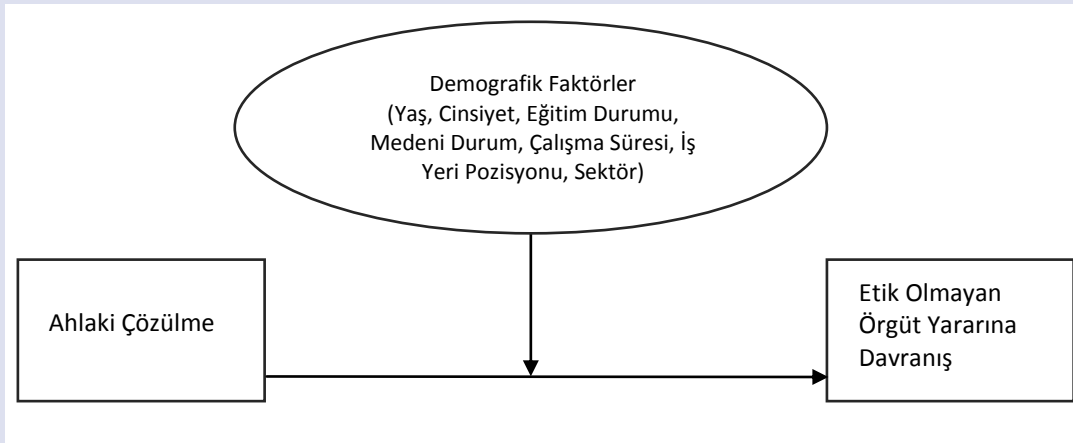 Demografik Faktörler
(Yaş, Cinsiyet, Eğitim Durumu,
Medeni Durum, Çalışma Süresi, İş
Yeri Pozisyonu, Sektör)
Ahlaki Çözülme
Etik Olmayan
Örgüt Yararına
Davranış